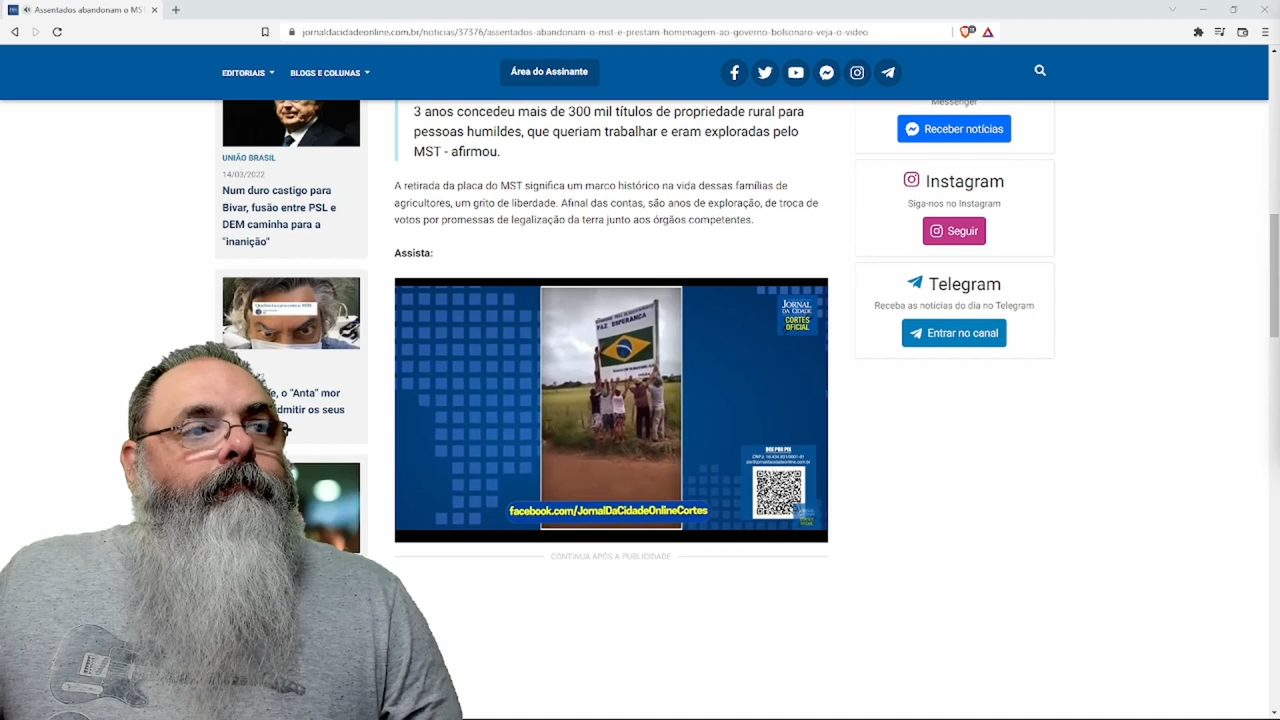 Assentados abandonam o MS
jornaldacidadeonline.com.br/noticias/37376/assentados-abandonam-o-mst-e-prestam-homenagem-ao-governo-bolsonaro-veja-o-video
EDITORIAIS
BLOGS E COLUNAS
Área do Assinante
UNIÃO BRASIL
14/03/2022
Num duro castigo para
Bivar, fusão entre PSL e
DEM caminha para a
"inanição"
e, o "Anta" mor
dmitir os seus
3 anos concedeu mais de 300 mil títulos de propriedade rural para
pessoas humildes, que queriam trabalhar e eram exploradas pelo
MST - afirmou.
A retirada da placa do MST significa um marco histórico na vida dessas famílias de
agricultores, um grito de liberdade. Afinal das contas, são anos de exploração, de troca de
votos por promessas de legalização da terra junto aos órgãos competentes.
Assista:
FAZ ESPERANÇA
JORNAL
DA CIDADE
CORTES
OFICIAL
DOE POR PIX
facebook.com/JornalDaCidadeOnlineCortes
CONTINUA APÓS A PUBLICIDADE
Messenger
Receber notícias
Instagram
Siga-nos no Instagram
Seguir
Telegram
Receba as notícias do dia no Telegram
Entrar no canal